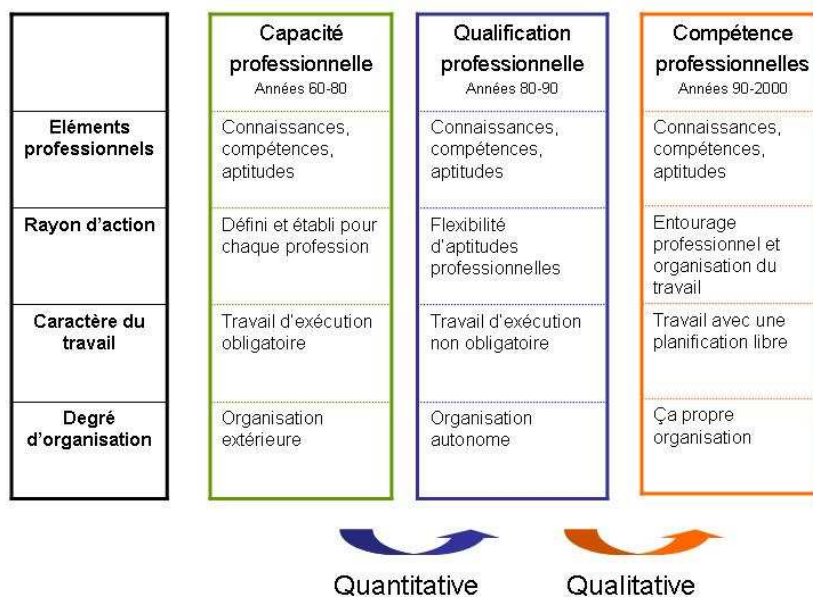 Capacité
professionnelle
Années 60-80
Qualification
professionnelle
Années 80-90
Compétence
professionnelles
Années 90-2000
Eléments
professionnels
Connaissances,
compétences,
aptitudes
Connaissances,
compétences,
aptitudes
Connaissances,
compétences,
aptitudes
Rayon d’action
Défini et établi pour
chaque profession
Flexibilité
d’aptitudes
professionnelles
Entourage
professionnel et
organisation du
travail
Caractère du
travail
Travail d’exécution
obligatoire
Travail d’exécution
non obligatoire
Travail avec une
planification libre
Degré
d’organisation
Organisation
extérieure
Organisation
autonome
Ça propre
organisation
Quantitative
Qualitative